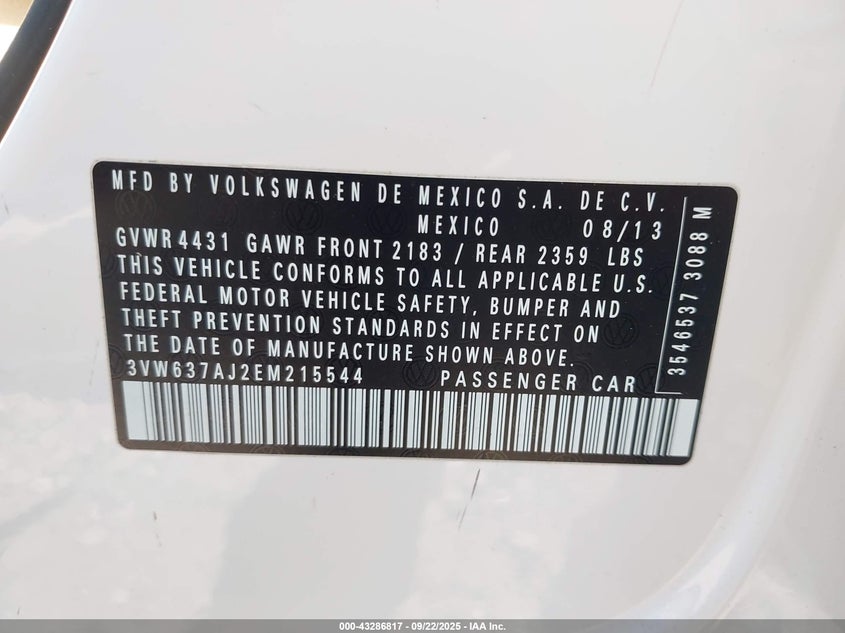 MFD BY VOLKSWAGEN DE MEXICO S.A. DE C.V.
MEXICO 08/13
GVWR 4431 GAWR FRONT 2183 / REAR 2359 LBS
THIS VEHICLE CONFORMS TO ALL APPLICABLE U.S.
FEDERAL MOTOR VEHICLE SAFETY, BUMPER AND
THEFT PREVENTION STANDARDS IN EFFECT ON
THE DATE OF MANUFACTURE SHOWN ABOVE.
3VW637AJ2EM215544 PASSENGER CAR
3546537 3088 M
000-43286817 - 09/22/2025 - IAA Inc.